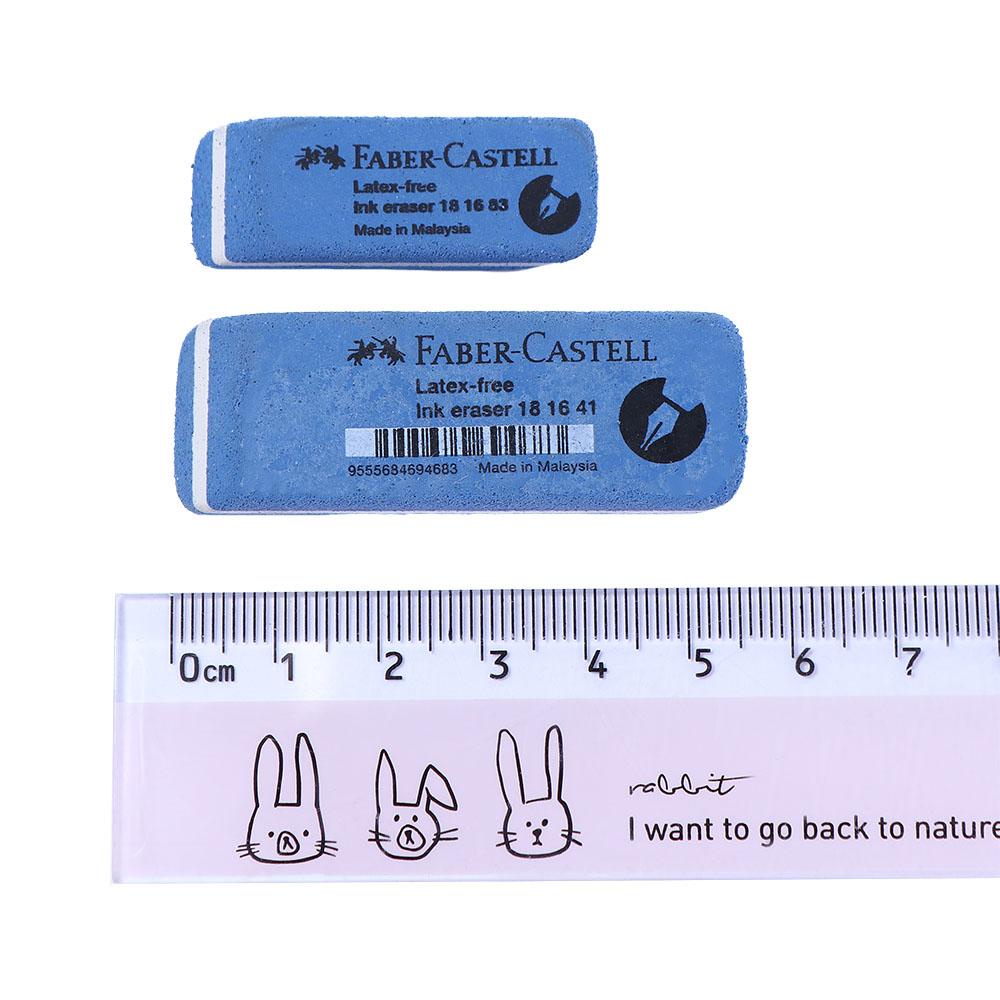 FABER-CASTELL
Latex-free
Ink eraser 18 16 83
Made in Malaysia
FABER-CASTELL
Latex-free
Ink eraser 18 16 41
9555684694683 Made in Malaysia
0cm 1 2 3 4 5 6 7
rabbit
I want to go back to nature